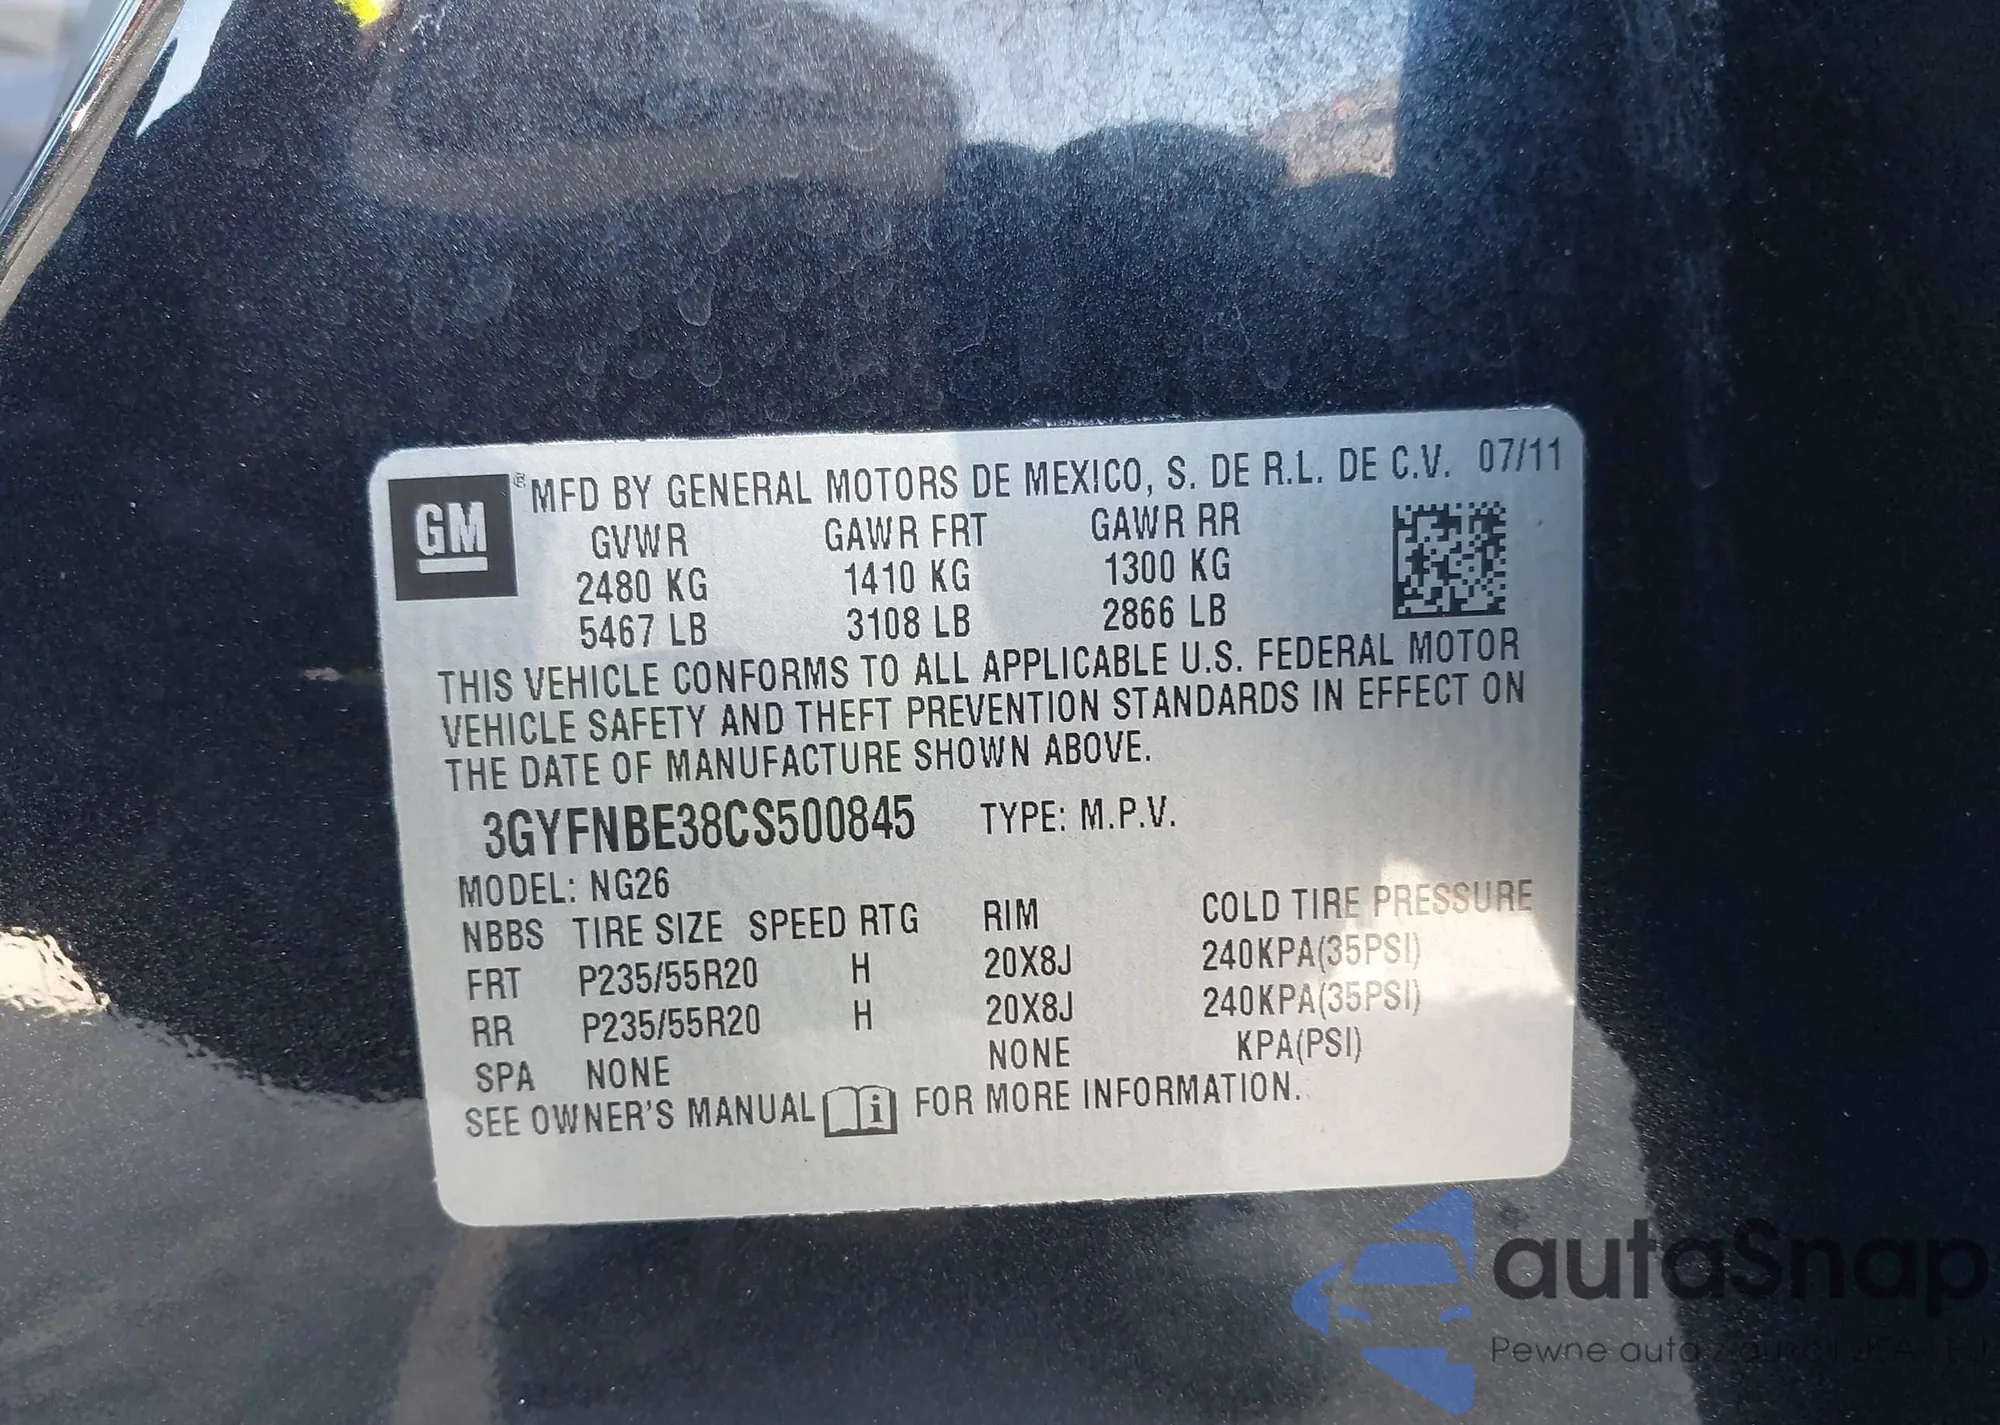 GM ® MFD BY GENERAL MOTORS DE MEXICO, S. DE R.L. DE C.V. 07/11
GVWR GAWR FRT GAWR RR
2480 KG 1410 KG 1300 KG
5467 LB 3108 LB 2866 LB
THIS VEHICLE CONFORMS TO ALL APPLICABLE U.S. FEDERAL MOTOR
VEHICLE SAFETY AND THEFT PREVENTION STANDARDS IN EFFECT ON
THE DATE OF MANUFACTURE SHOWN ABOVE.
3GYFNBE38CS500845 TYPE: M.P.V.
MODEL: NG26
NBBS TIRE SIZE SPEED RTG RIM COLD TIRE PRESSURE
FRT P235/55R20 H 20X8J 240KPA(35PSI)
RR P235/55R20 H 20X8J 240KPA(35PSI)
SPA NONE NONE KPA(PSI)
SEE OWNER'S MANUAL i FOR MORE INFORMATION.
autaSnap
Pewne auta